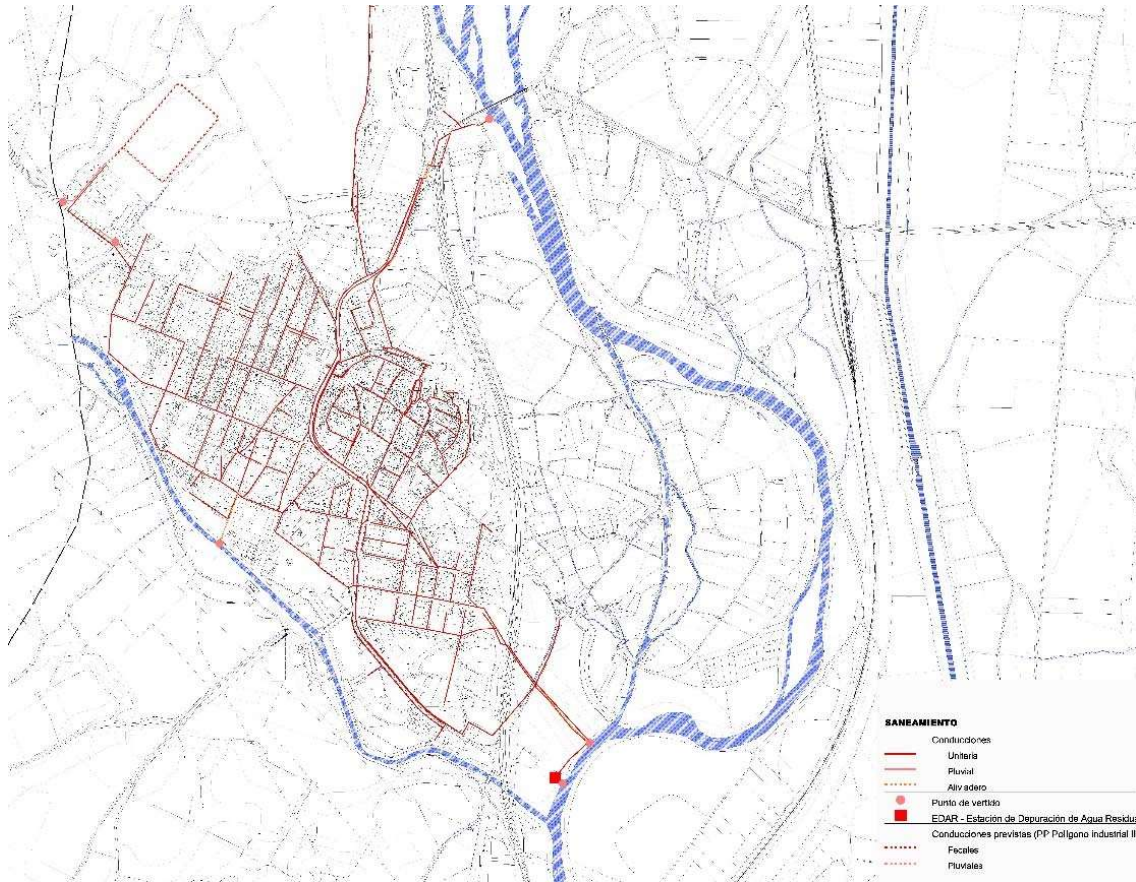 SANEAMIENTO
Conducciones
Unitaria
Pluvial
Aliviadero
Punto de vertido
EDAR - Estación de Depuración de Agua Residua
Conducciones previstas (PP Polígono industrial II
Fecales
Pluviales